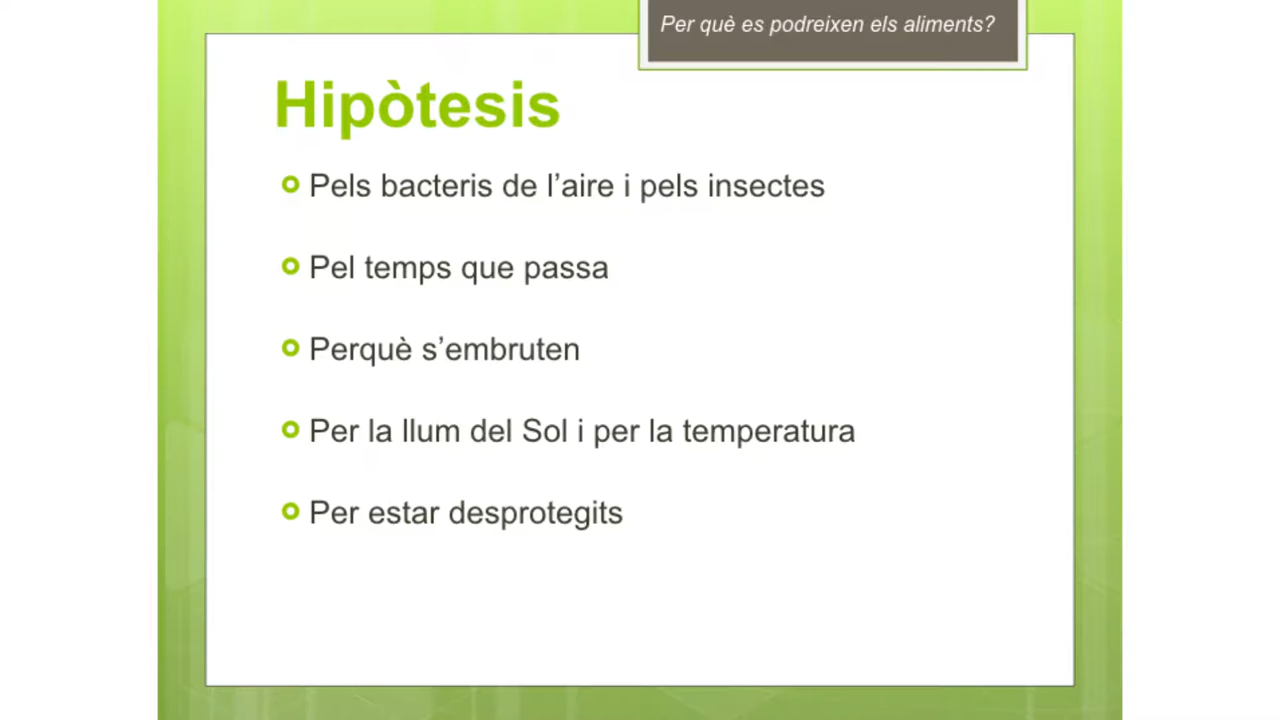 Per què es podreixen els aliments?
Hipòtesis
Pels bacteris de l’aire i pels insectes
Pel temps que passa
Perquè s’embruten
Per la llum del Sol i per la temperatura
Per estar desprotegits